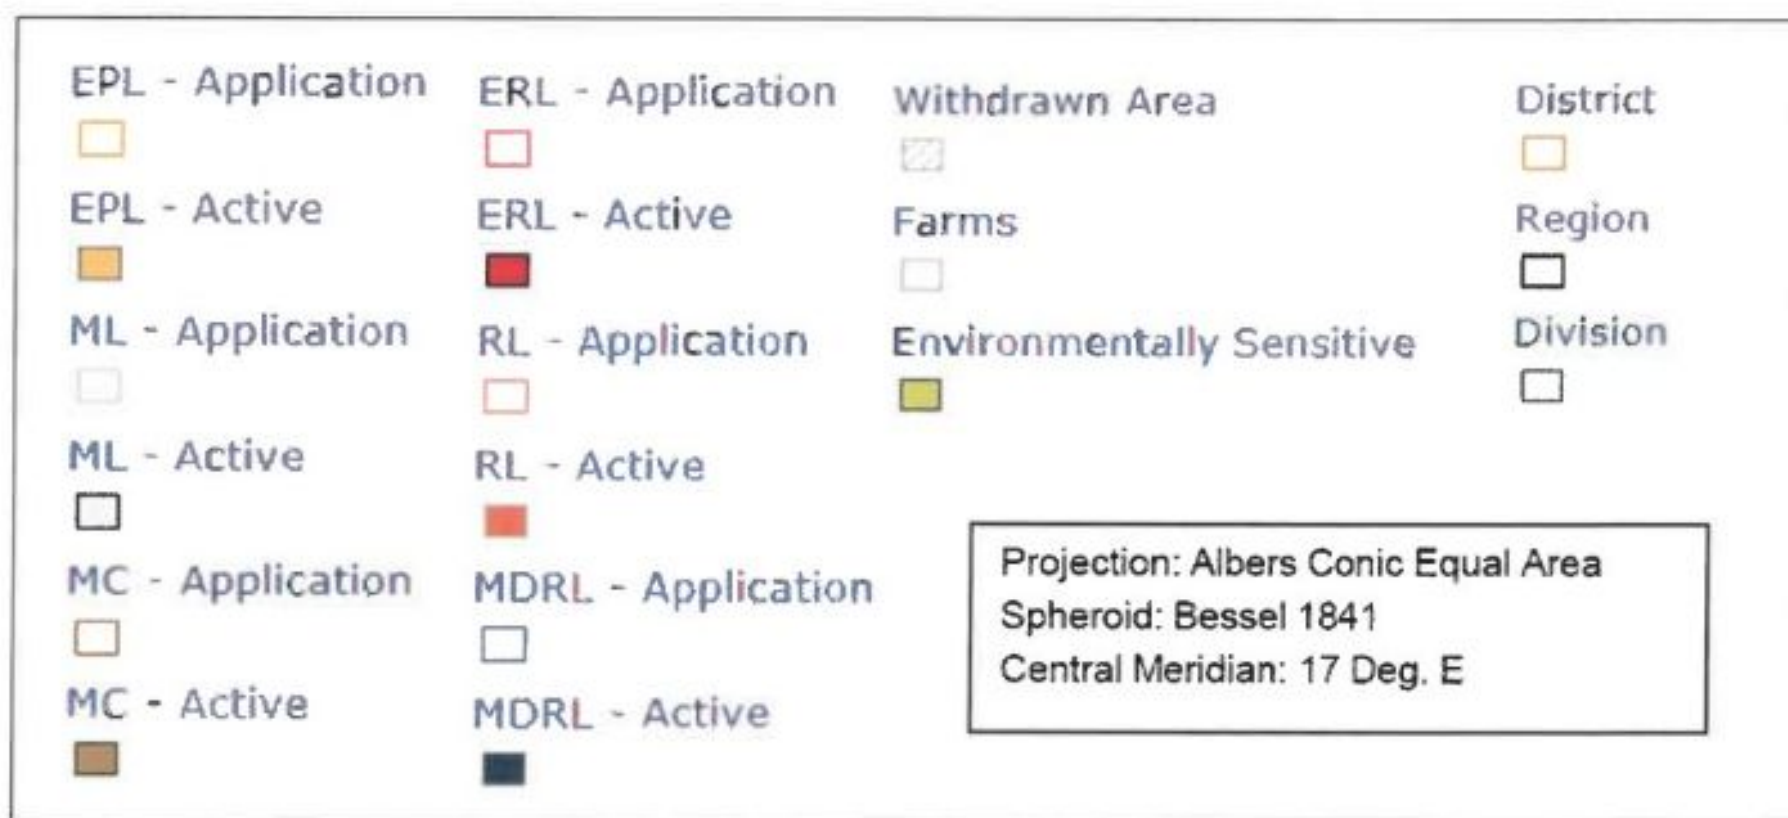 EPL - Application
EPL - Active
ML - Application
ML - Active
MC - Application
MC - Active
ERL - Application
ERL - Active
RL - Application
RL - Active
MDRL - Application
MDRL - Active
Withdrawn Area
Farms
Environmentally Sensitive
District
Region
Division
Projection: Albers Conic Equal Area
Spheroid: Bessel 1841
Central Meridian: 17 Deg. E